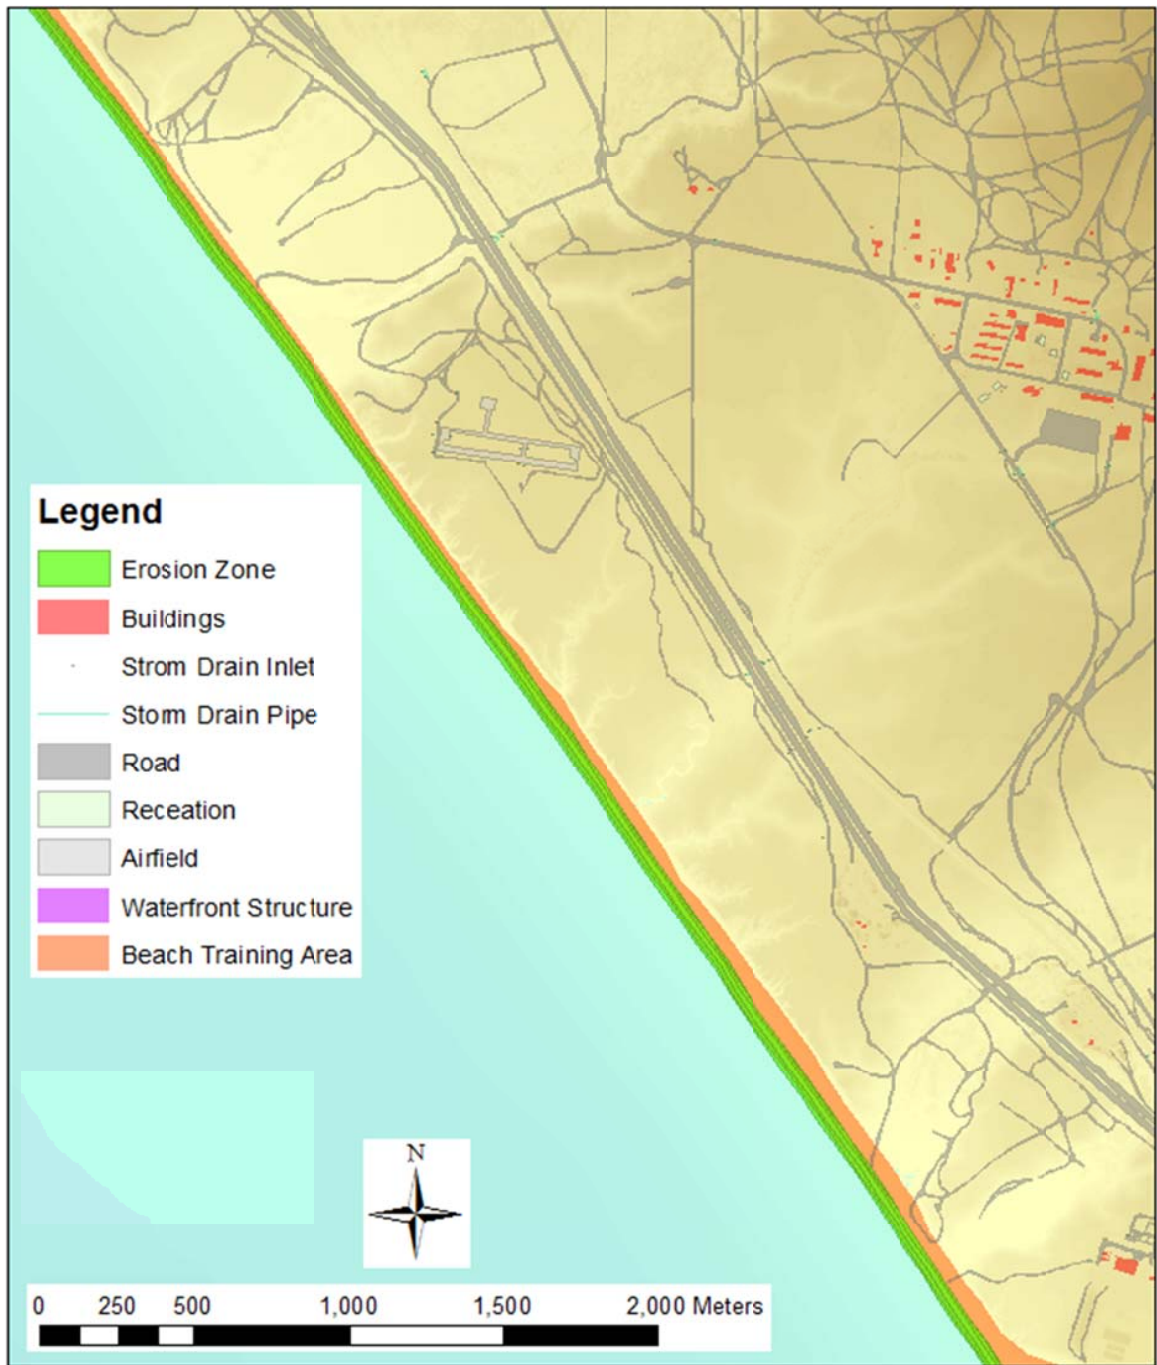 Legend
Erosion Zone
Buildings
Strom Drain Inlet
Storm Drain Pipe
Road
Receation
Airfield
Waterfront Structure
Beach Training Area
N
0 250 500 1,000 1,500 2,000 Meters